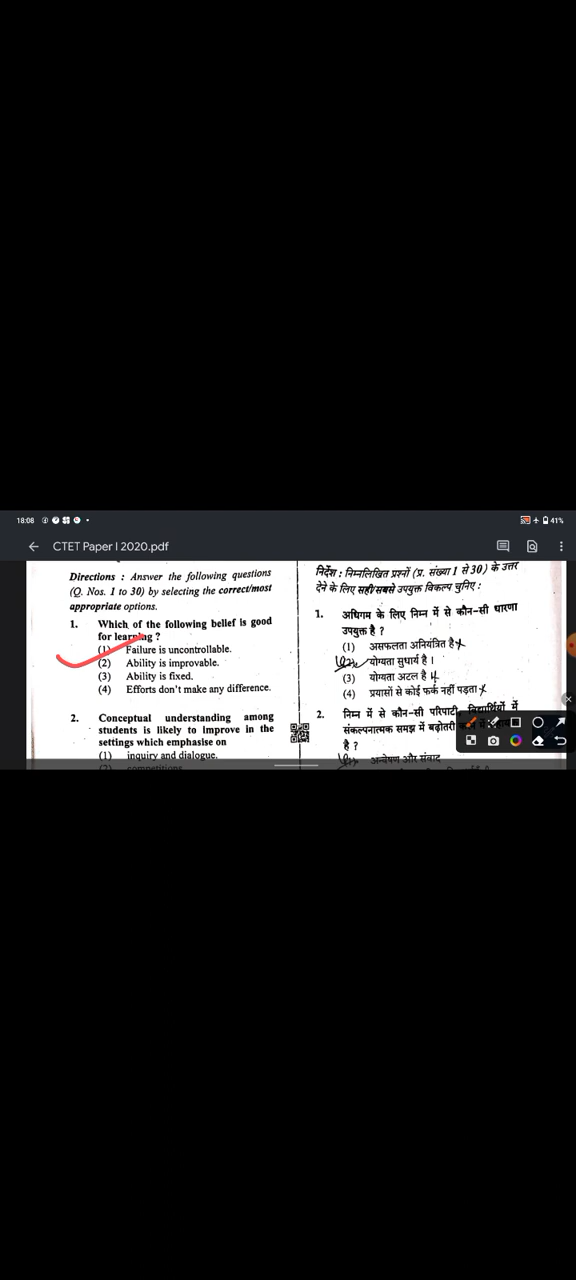 18:08
41%
CTET Paper I 2020.pdf
Directions : Answer the following questions
(Q. Nos. 1 to 30) by selecting the correct/most
appropriate options.
1. Which of the following belief is good
for learning ?
(1) Failure is uncontrollable.
(2) Ability is improvable.
(3) Ability is fixed.
(4) Efforts don't make any difference.
2. Conceptual understanding among
students is likely to improve in the
settings which emphasise on
(1) inquiry and dialogue.
(2) competitions
निर्देश : निम्नलिखित प्रश्नों (प्र. संख्या 1 से 30) के उत्तर
देने के लिए सही/सबसे उपयुक्त विकल्प चुनिए :
1. अधिगम के लिए निम्न में से कौन-सी धारणा
उपयुक्त है ?
(1) असफलता अनियंत्रित है
योग्यता सुधार्य है ।
(3) योग्यता अटल है
(4) प्रयासों से कोई फर्क नहीं पड़ता
2. निम्न में से कौन-सी परिपाटी विद्यार्थियों में
संकल्पनात्मक समझ में बढ़ोतरी
है ?
अन्वेषण और संवाद